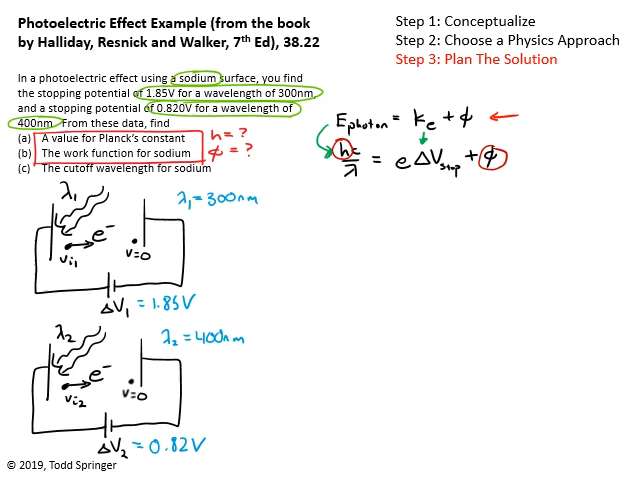 Photoelectric Effect Example (from the book
by Halliday, Resnick and Walker, 7th Ed), 38.22
Step 1: Conceptualize
Step 2: Choose a Physics Approach
Step 3: Plan The Solution
In a photoelectric effect using a sodium surface, you find
the stopping potential of 1.85V for a wavelength of 300nm,
and a stopping potential of 0.820V for a wavelength of
400nm. From these data, find
(a) A value for Planck's constant h = ?
(b) The work function for sodium ϕ = ?
(c) The cutoff wavelength for sodium
E_photon = K_e + ϕ
hc/λ = eΔV_stop + ϕ
λ₁
λ₁ = 300nm
e⁻
v_i1
v=0
ΔV₁ = 1.85V
λ₂
λ₂ = 400nm
e⁻
v_i2
v=0
ΔV₂ = 0.82V
© 2019, Todd Springer